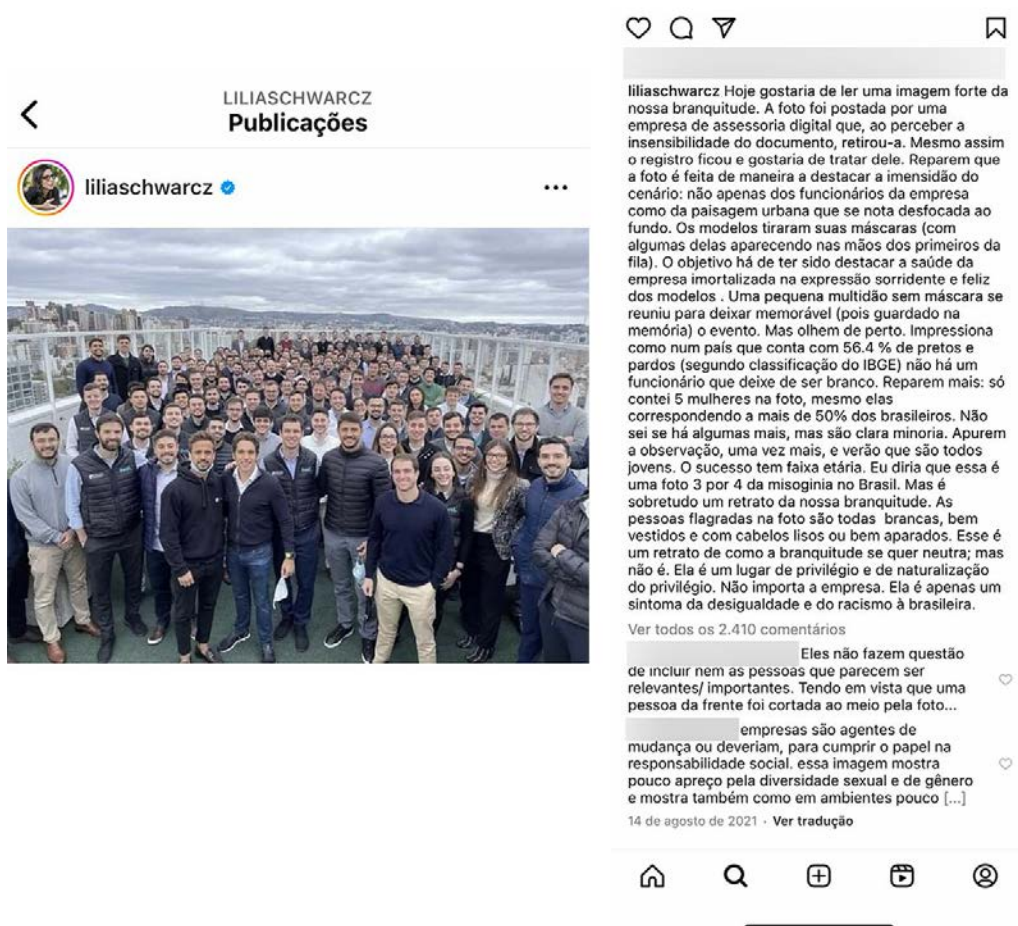 LILIASCHWARCZ
Publicações
liliaschwarcz
liliaschwarcz Hoje gostaria de ler uma imagem forte da
nossa branquitude. A foto foi postada por uma
empresa de assessoria digital que, ao perceber a
insensibilidade do documento, retirou-a. Mesmo assim
o registro ficou e gostaria de tratar dele. Reparem que
a foto é feita de maneira a destacar a imensidão do
cenário: não apenas dos funcionários da empresa
como da paisagem urbana que se nota desfocada ao
fundo. Os modelos tiraram suas máscaras (com
algumas delas aparecendo nas mãos dos primeiros da
fila). O objetivo há de ter sido destacar a saúde da
empresa imortalizada na expressão sorridente e feliz
dos modelos . Uma pequena multidão sem máscara se
reuniu para deixar memorável (pois guardado na
memória) o evento. Mas olhem de perto. Impressiona
como num país que conta com 56.4 % de pretos e
pardos (segundo classificação do IBGE) não há um
funcionário que deixe de ser branco. Reparem mais: só
contei 5 mulheres na foto, mesmo elas
correspondendo a mais de 50% dos brasileiros. Não
sei se há algumas mais, mas são clara minoria. Apurem
a observação, uma vez mais, e verão que são todos
jovens. O sucesso tem faixa etária. Eu diria que essa é
uma foto 3 por 4 da misoginia no Brasil. Mas é
sobretudo um retrato da nossa branquitude. As
pessoas flagradas na foto são todas brancas, bem
vestidos e com cabelos lisos ou bem aparados. Esse é
um retrato de como a branquitude se quer neutra; mas
não é. Ela é um lugar de privilégio e de naturalização
do privilégio. Não importa a empresa. Ela é apenas um
sintoma da desigualdade e do racismo à brasileira.
Ver todos os 2.410 comentários
Eles não fazem questão
de incluir nem as pessoas que parecem ser
relevantes/ importantes. Tendo em vista que uma
pessoa da frente foi cortada ao meio pela foto...
empresas são agentes de
mudança ou deveriam, para cumprir o papel na
responsabilidade social. essa imagem mostra
pouco apreço pela diversidade sexual e de gênero
e mostra também como em ambientes pouco [...]
14 de agosto de 2021 · Ver tradução